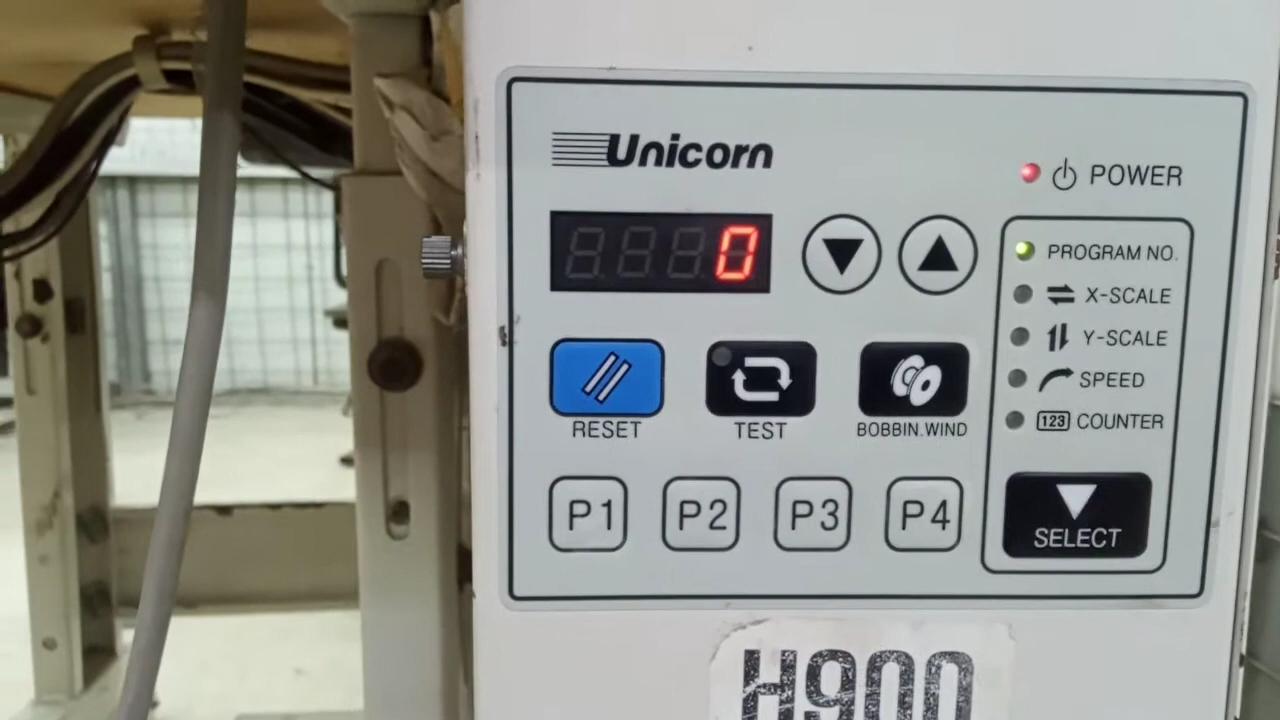 Unicorn
POWER
0
PROGRAM NO.
X-SCALE
Y-SCALE
SPEED
123 COUNTER
RESET
TEST
BOBBIN.WIND
P1 P2 P3 P4
SELECT
H900